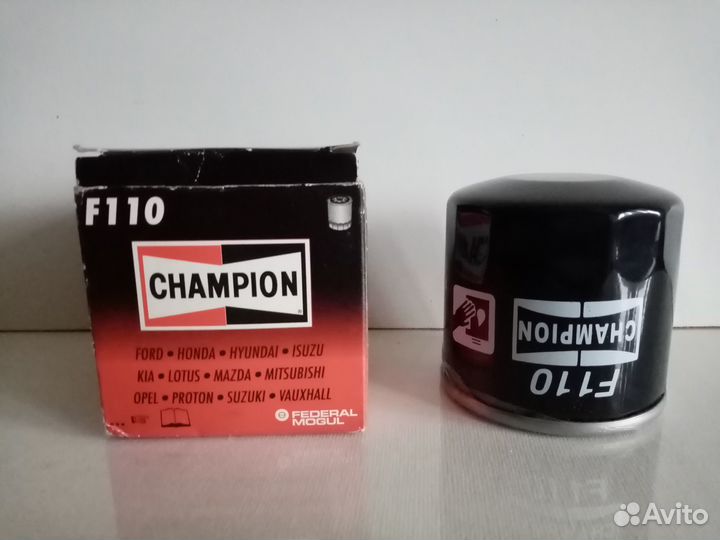 F110
CHAMPION
FORD • HONDA • HYUNDAI • ISUZU
KIA • LOTUS • MAZDA • MITSUBISHI
OPEL • PROTON • SUZUKI • VAUXHALL
FEDERAL
MOGUL
CHAMPION
F110
Avito